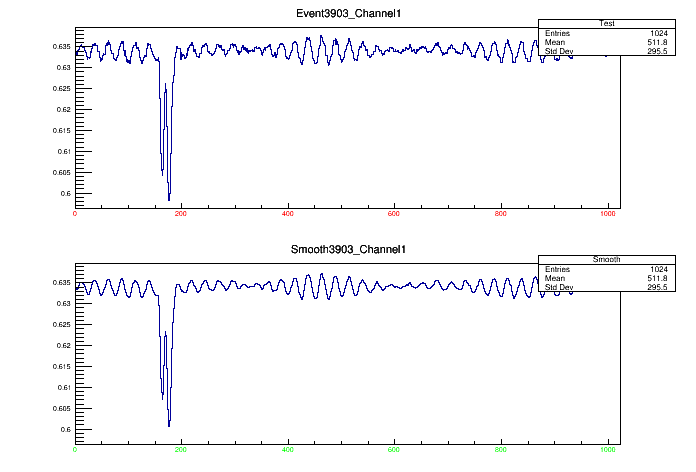 Event3903_Channel1
Test
Entries 1024
Mean 511.8
Std Dev 295.5
0.635
0.63
0.625
0.62
0.615
0.61
0.605
0.6
0 200 400 600 800 1000
Smooth3903_Channel1
Smooth
Entries 1024
Mean 511.8
Std Dev 295.5
0.635
0.63
0.625
0.62
0.615
0.61
0.605
0.6
0 200 400 600 800 1000